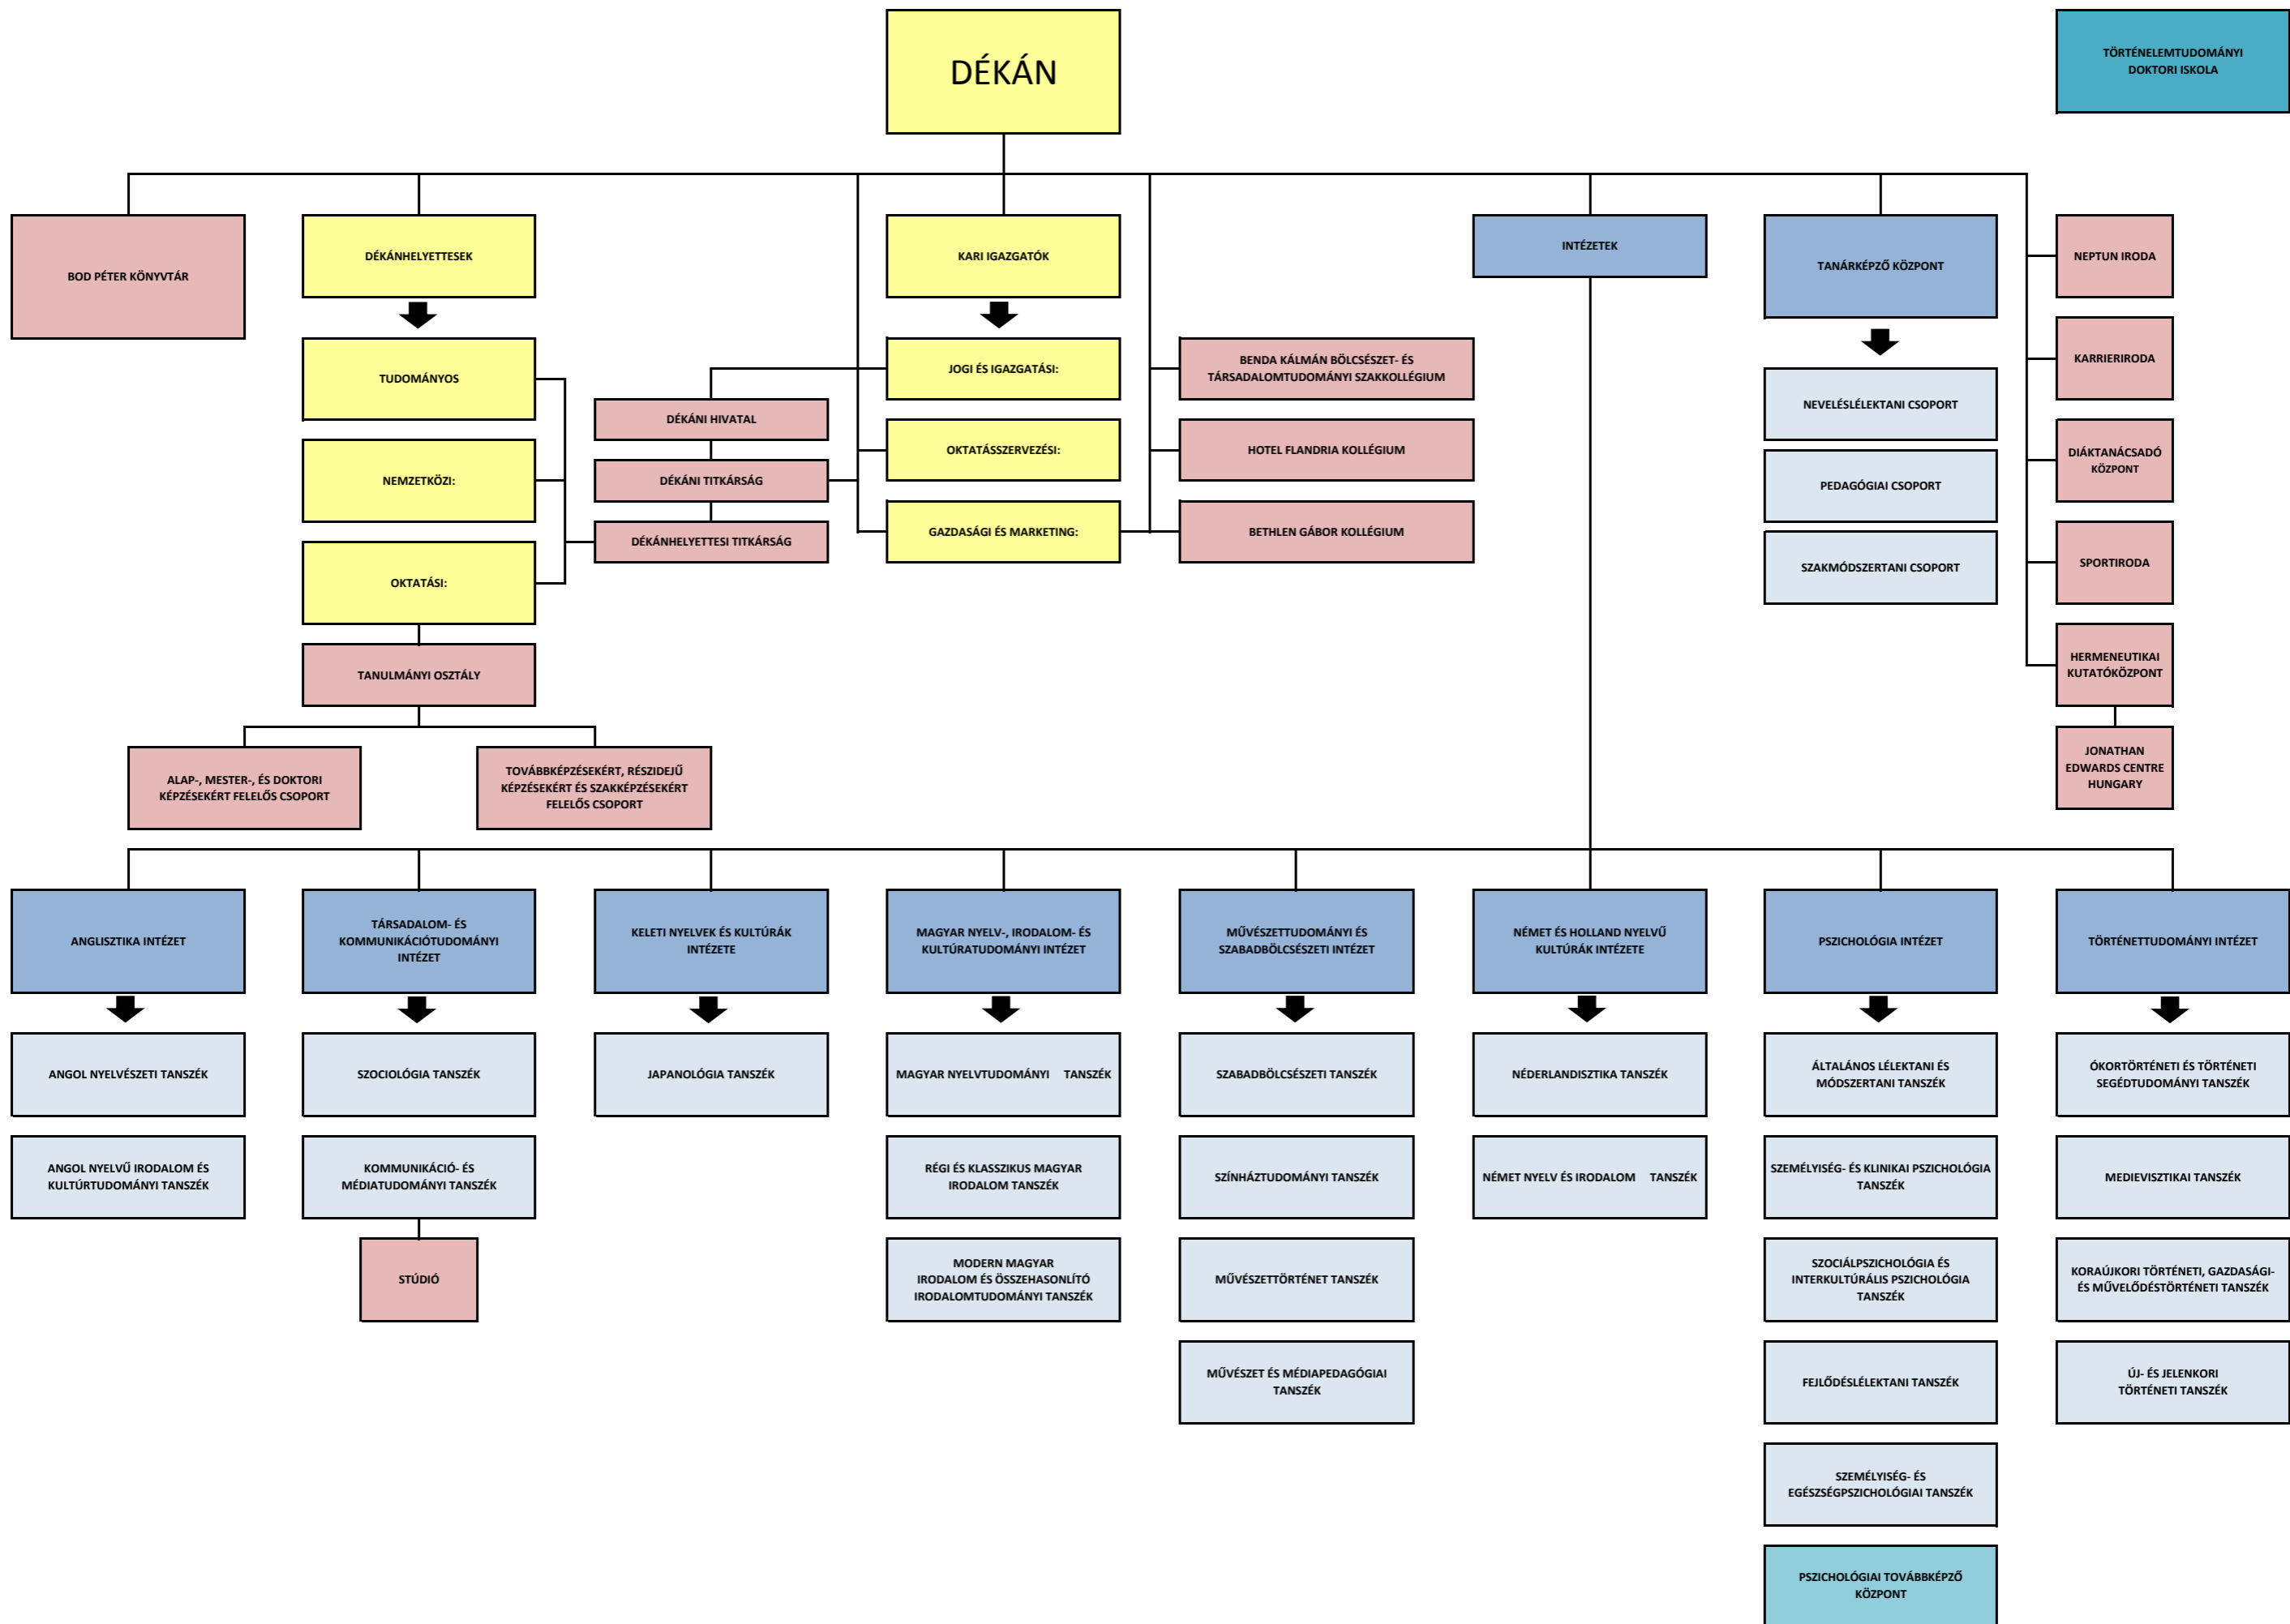 DÉKÁN
TÖRTÉNELEMTUDOMÁNYI
DOKTORI ISKOLA
BOD PÉTER KÖNYVTÁR
DÉKÁNHELYETTESEK
KARI IGAZGATÓK
INTÉZETEK
TANÁRKÉPZŐ KÖZPONT
NEPTUN IRODA
TUDOMÁNYOS
JOGI ÉS IGAZGATÁSI:
BENDA KÁLMÁN BÖLCSÉSZET- ÉS
TÁRSADALOMTUDOMÁNYI SZAKKOLLÉGIUM
KARRIERIRODA
NEVELÉSLÉLEKTANI CSOPORT
DÉKÁNI HIVATAL
NEMZETKÖZI:
DÉKÁNI TITKÁRSÁG
OKTATÁSSZERVEZÉSI:
HOTEL FLANDRIA KOLLÉGIUM
PEDAGÓGIAI CSOPORT
DIÁKTANÁCSADÓ
KÖZPONT
DÉKÁNHELYETTESI TITKÁRSÁG
GAZDASÁGI ÉS MARKETING:
BETHLEN GÁBOR KOLLÉGIUM
SZAKMÓDSZERTANI CSOPORT
SPORTIRODA
OKTATÁSI:
TANULMÁNYI OSZTÁLY
HERMENEUTIKAI
KUTATÓKÖZPONT
ALAP-, MESTER-, ÉS DOKTORI
KÉPZÉSEKÉRT FELELŐS CSOPORT
TOVÁBBKÉPZÉSEKÉRT, RÉSZIDEJŰ
KÉPZÉSEKÉRT ÉS SZAKKÉPZÉSEKÉRT
FELELŐS CSOPORT
JONATHAN
EDWARDS CENTRE
HUNGARY
ANGLISZTIKA INTÉZET
TÁRSADALOM- ÉS
KOMMUNIKÁCIÓTUDOMÁNYI
INTÉZET
KELETI NYELVEK ÉS KULTÚRÁK
INTÉZETE
MAGYAR NYELV-, IRODALOM- ÉS
KULTÚRATUDOMÁNYI INTÉZET
MŰVÉSZETTUDOMÁNYI ÉS
SZABADBÖLCSÉSZETI INTÉZET
NÉMET ÉS HOLLAND NYELVŰ
KULTÚRÁK INTÉZETE
PSZICHOLÓGIA INTÉZET
TÖRTÉNETTUDOMÁNYI INTÉZET
ANGOL NYELVÉSZETI TANSZÉK
SZOCIOLÓGIA TANSZÉK
JAPANOLÓGIA TANSZÉK
MAGYAR NYELVTUDOMÁNYI TANSZÉK
SZABADBÖLCSÉSZETI TANSZÉK
NÉDERLANDISZTIKA TANSZÉK
ÁLTALÁNOS LÉLEKTANI ÉS
MÓDSZERTANI TANSZÉK
ÓKORTÖRTÉNETI ÉS TÖRTÉNETI
SEGÉDTUDOMÁNYI TANSZÉK
ANGOL NYELVŰ IRODALOM ÉS
KULTÚRTUDOMÁNYI TANSZÉK
KOMMUNIKÁCIÓ- ÉS
MÉDIATUDOMÁNYI TANSZÉK
RÉGI ÉS KLASSZIKUS MAGYAR
IRODALOM TANSZÉK
SZÍNHÁZTUDOMÁNYI TANSZÉK
NÉMET NYELV ÉS IRODALOM TANSZÉK
SZEMÉLYISÉG- ÉS KLINIKAI PSZICHOLÓGIA
TANSZÉK
MEDIEVISZTIKAI TANSZÉK
STÚDIÓ
MODERN MAGYAR
IRODALOM ÉS ÖSSZEHASONLÍTÓ
IRODALOMTUDOMÁNYI TANSZÉK
MŰVÉSZETTÖRTÉNET TANSZÉK
SZOCIÁLPSZICHOLÓGIA ÉS
INTERKULTÚRÁLIS PSZICHOLÓGIA
TANSZÉK
KORAÚJKORI TÖRTÉNETI, GAZDASÁGI-
ÉS MŰVELŐDÉSTÖRTÉNETI TANSZÉK
MŰVÉSZET ÉS MÉDIAPEDAGÓGIAI
TANSZÉK
FEJLŐDÉSLÉLEKTANI TANSZÉK
ÚJ- ÉS JELENKORI
TÖRTÉNETI TANSZÉK
SZEMÉLYISÉG- ÉS
EGÉSZSÉGPSZICHOLÓGIAI TANSZÉK
PSZICHOLÓGIAI TOVÁBBKÉPZŐ
KÖZPONT